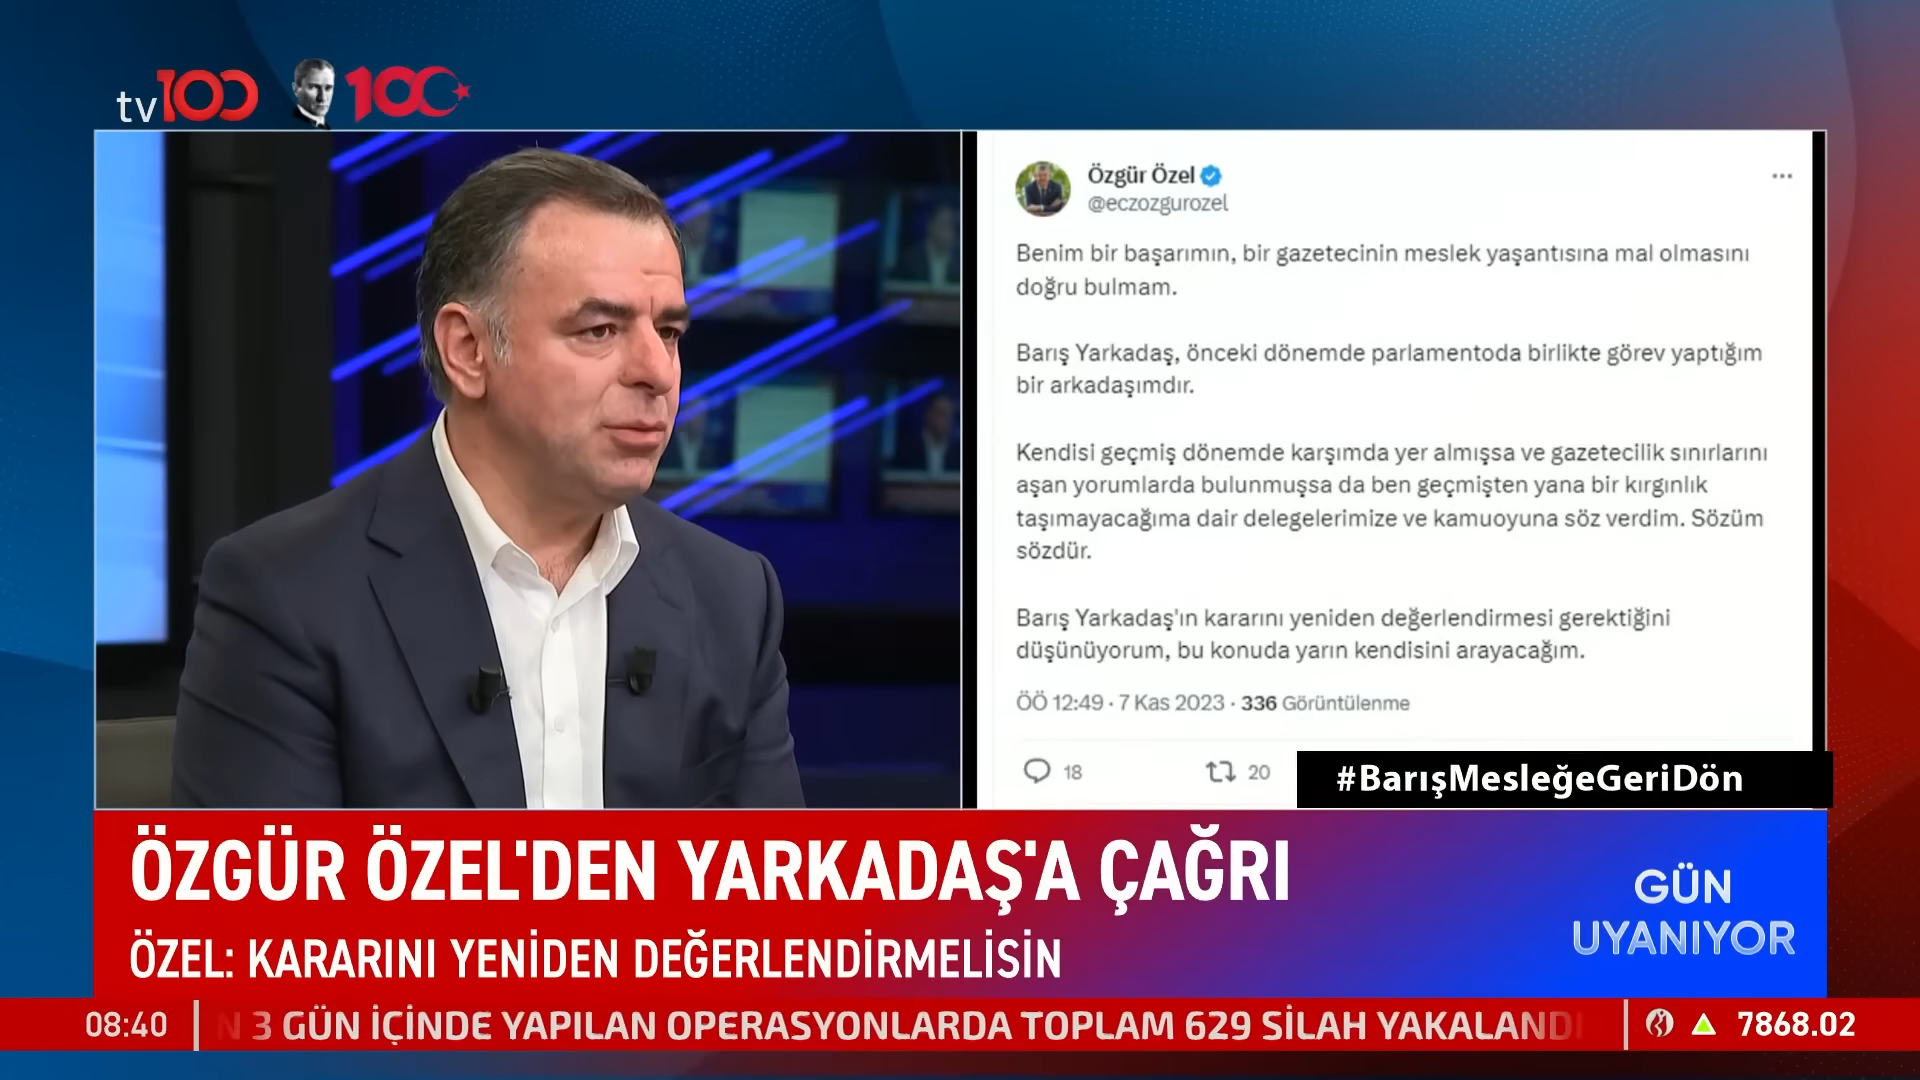 tv100
100
Özgür Özel
@eczozgurozel
Benim bir başarımın, bir gazetecinin meslek yaşantısına mal olmasını
doğru bulmam.
Barış Yarkadaş, önceki dönemde parlamentoda birlikte görev yaptığım
bir arkadaşımdır.
Kendisi geçmiş dönemde karşımda yer almışsa ve gazetecilik sınırlarını
aşan yorumlarda bulunmuşsa da ben geçmişten yana bir kırgınlık
taşımayacağıma dair delegelerimize ve kamuoyuna söz verdim. Sözüm
sözdür.
Barış Yarkadaş'ın kararını yeniden değerlendirmesi gerektiğini
düşünüyorum, bu konuda yarın kendisini arayacağım.
ÖÖ 12:49 · 7 Kas 2023 · 336 Görüntülenme
18 20
#BarışMesleğeGeriDön
ÖZGÜR ÖZEL'DEN YARKADAŞ'A ÇAĞRI
ÖZEL: KARARINI YENİDEN DEĞERLENDİRMELİSİN
GÜN
UYANIYOR
08:40 N 3 GÜN İÇİNDE YAPILAN OPERASYONLARDA TOPLAM 629 SİLAH YAKALAND 7868.02